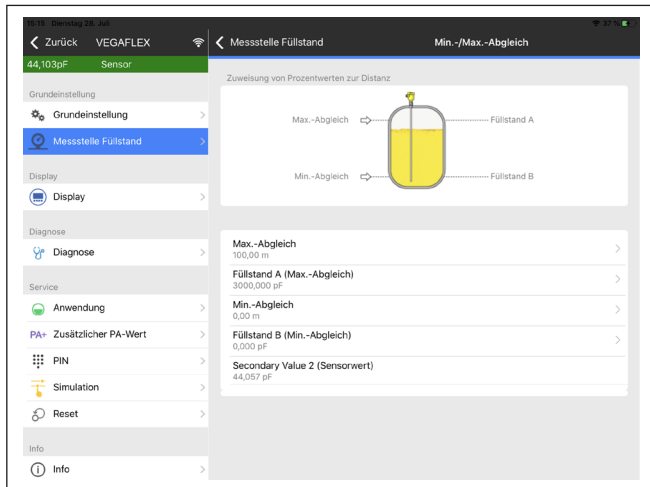 15:15 Dienstag 28. Juli
37 %
Zurück VEGAFLEX
Messstelle Füllstand
Min.-/Max.-Abgleich
44,103pF Sensor
Grundeinstellung
Grundeinstellung
Messstelle Füllstand
Display
Display
Diagnose
Diagnose
Service
Anwendung
PA+ Zusätzlicher PA-Wert
PIN
Simulation
Reset
Info
Info
Zuweisung von Prozentwerten zur Distanz
Max.-Abgleich
Füllstand A
Min.-Abgleich
Füllstand B
Max.-Abgleich
100,00 m
Füllstand A (Max.-Abgleich)
3000,000 pF
Min.-Abgleich
0,00 m
Füllstand B (Min.-Abgleich)
0,000 pF
Secondary Value 2 (Sensorwert)
44,057 pF